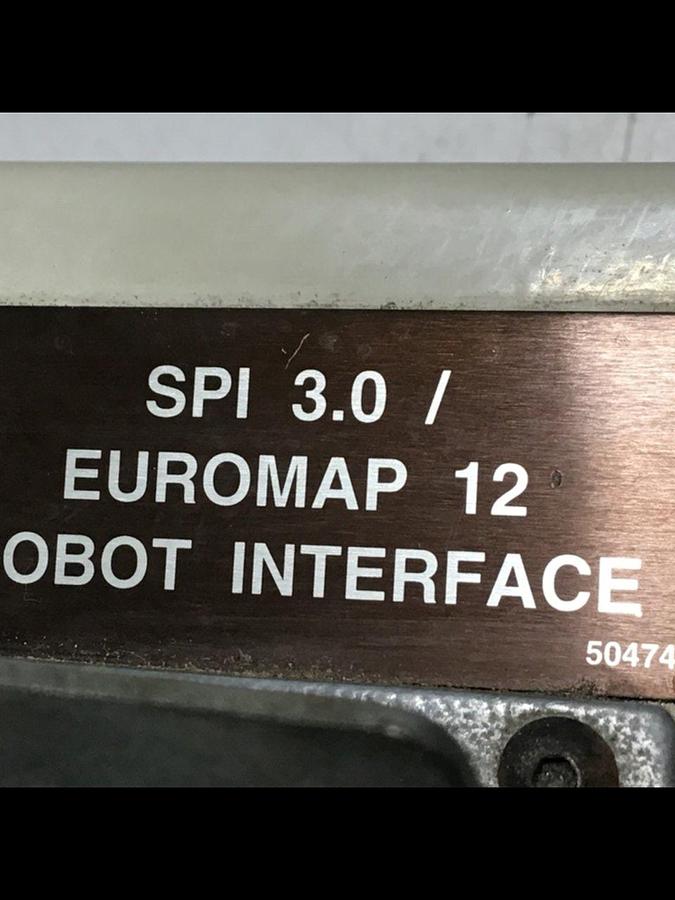 SPI 3.0 /
EUROMAP 12
OBOT INTERFACE
50474